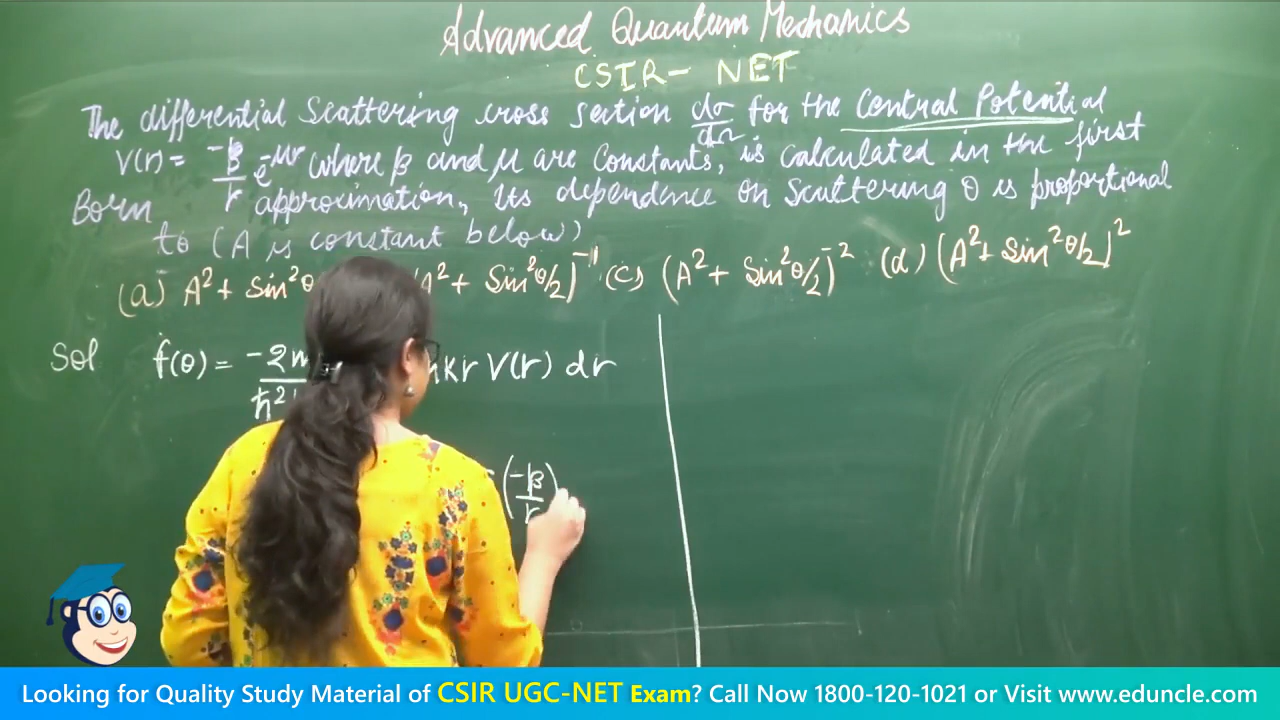 Advanced Quantum Mechanics
CSIR- NET
The differential Scattering cross section dσ/dΩ for the Central Potential
V(r) = -β/r e^-μr where β and μ are Constants, is calculated in the first
Born approximation, Its dependence on Scattering θ is proportional
to (A is constant below)
(a) A²+ Sin²θ A²+ Sin²θ/2)^-1 (c) (A²+ Sin²θ/2)^-2 (d) (A²+ Sin²θ/2)^2
Sol f(θ) = -2m/ħ² kr V(r) dr
(-β/r
Looking for Quality Study Material of CSIR UGC-NET Exam? Call Now 1800-120-1021 or Visit www.eduncle.com